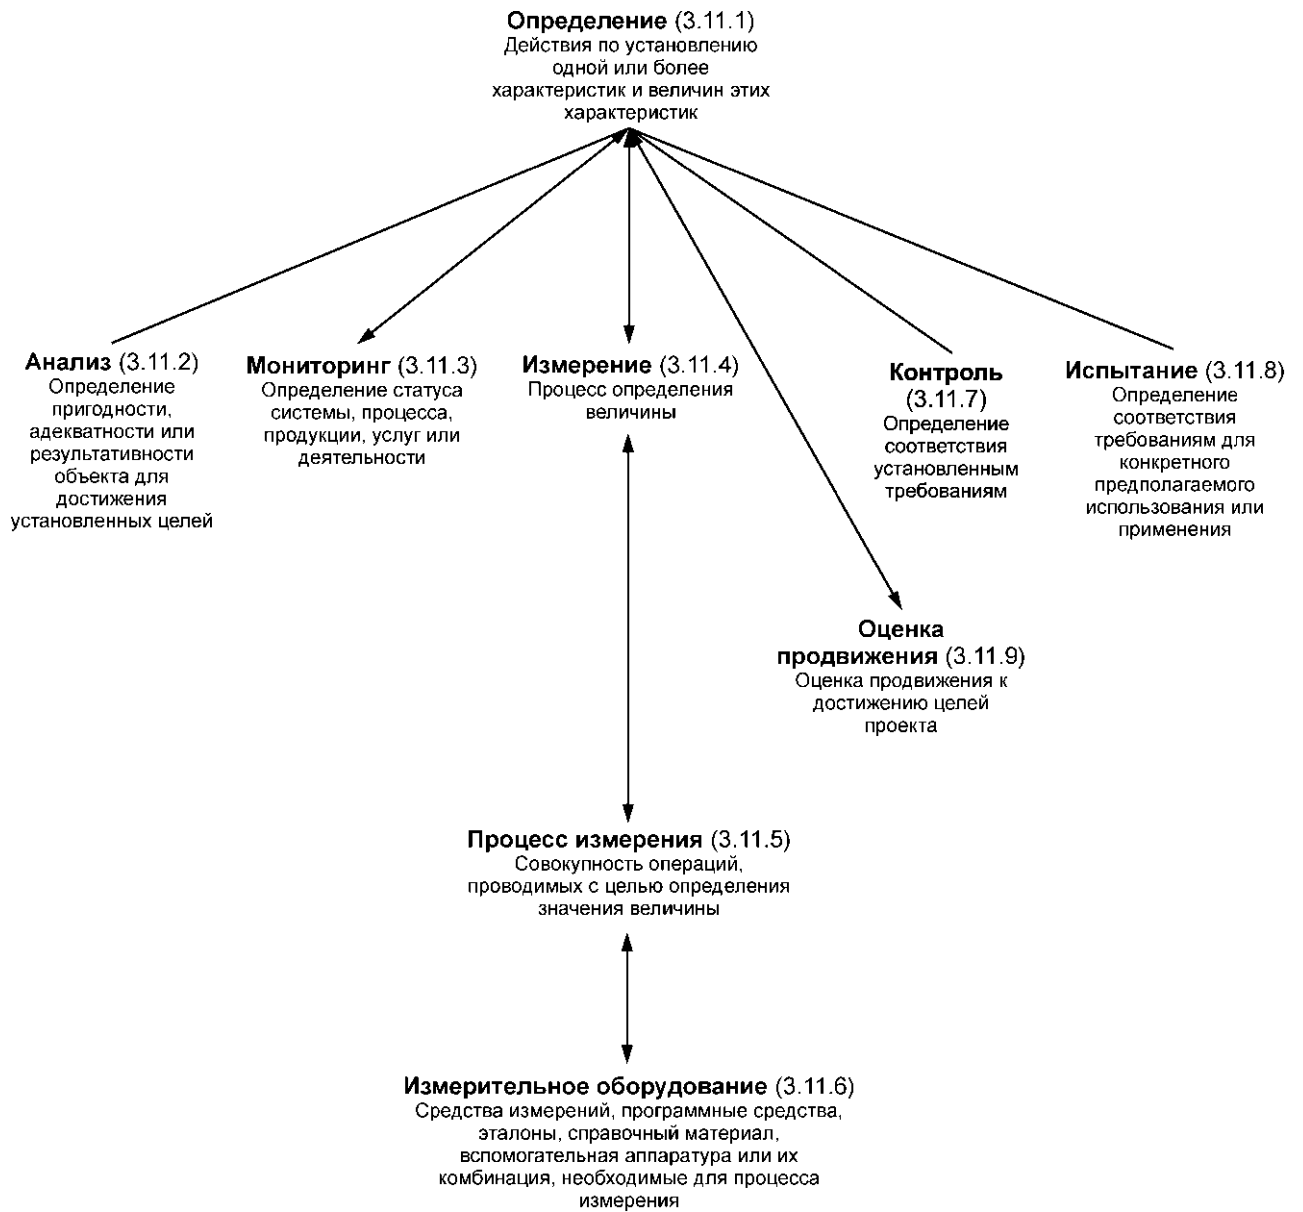 Определение (3.11.1)
Действия по установлению
одной или более
характеристик и величин этих
характеристик
Анализ (3.11.2)
Определение
пригодности,
адекватности или
результативности
объекта для
достижения
установленных целей
Мониторинг (3.11.3)
Определение статуса
системы, процесса,
продукции, услуг или
деятельности
Измерение (3.11.4)
Процесс определения
величины
Контроль
(3.11.7)
Определение
соответствия
установленным
требованиям
Испытание (3.11.8)
Определение
соответствия
требованиям для
конкретного
предполагаемого
использования или
применения
Оценка
продвижения (3.11.9)
Оценка продвижения к
достижению целей
проекта
Процесс измерения (3.11.5)
Совокупность операций,
проводимых с целью определения
значения величины
Измерительное оборудование (3.11.6)
Средства измерений, программные средства,
эталоны, справочный материал,
вспомогательная аппаратура или их
комбинация, необходимые для процесса
измерения